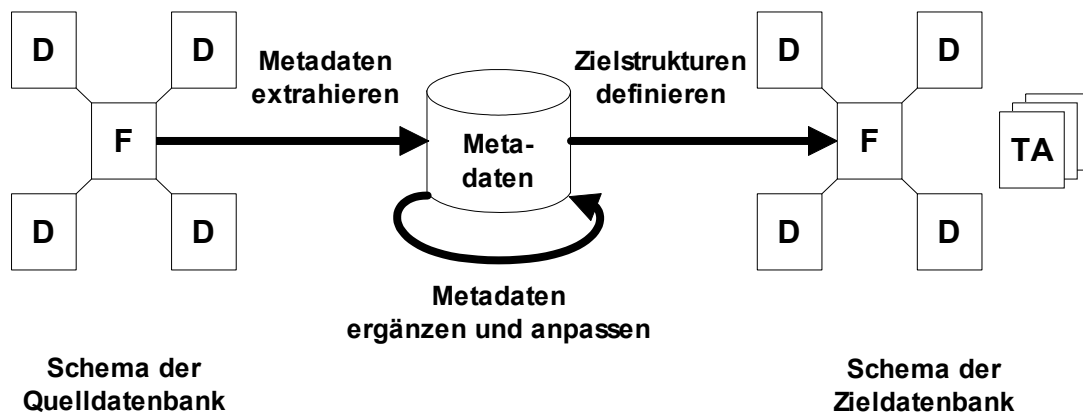 D
D
F
D
D
Metadaten
extrahieren
Meta-
daten
Metadaten
ergänzen und anpassen
Zielstrukturen
definieren
D
D
F
D
D
TA
Schema der
Quelldatenbank
Schema der
Zieldatenbank